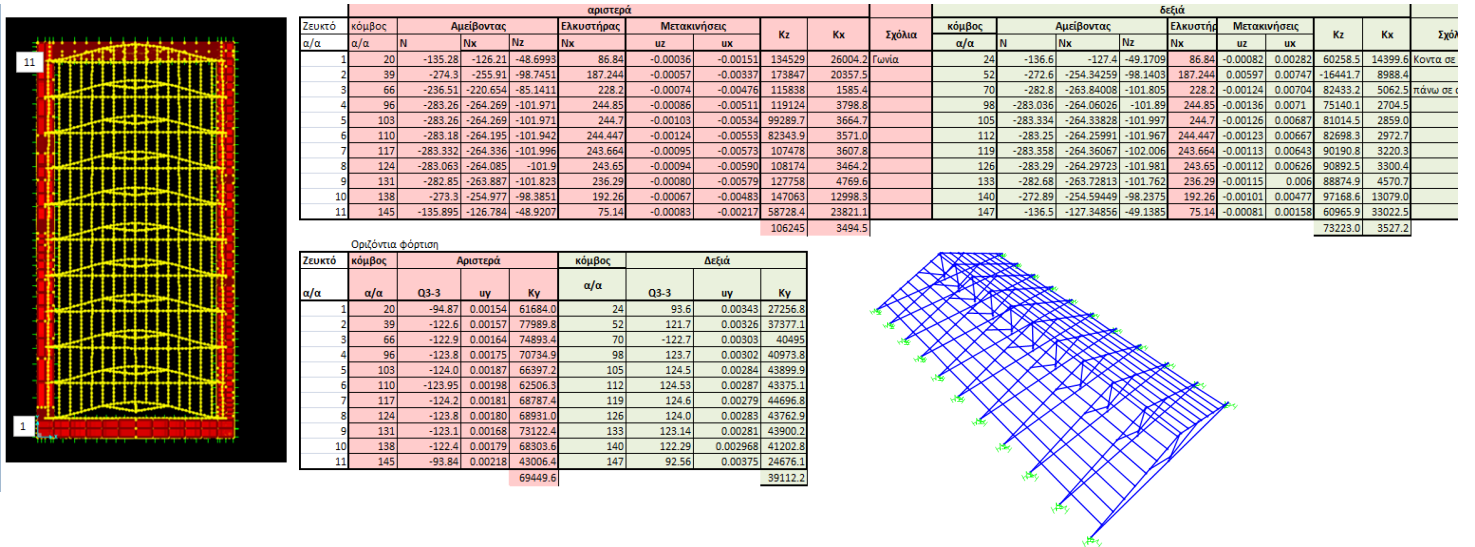 11
1
αριστερά δεξιά
Ζευκτό κόμβος Αμείβοντας Ελκυστήρας Μετακινήσεις Kz Kx Σχόλια κόμβος Αμείβοντας Ελκυστήρ Μετακινήσεις Kz Kx Σχόλ
α/α α/α N Nx Nz Nx uz ux α/α N Nx Nz Nx uz ux
1 20 -135.28 -126.21 -48.6993 86.84 -0.00036 -0.00151 134529 26004.2 Γωνία 24 -136.6 -127.4 -49.1709 86.84 -0.00082 0.00282 60258.5 14399.6 Κοντα σε
2 39 -274.3 -255.91 -98.7451 187.244 -0.00057 -0.00337 173847 20357.5 52 -272.6 -254.34259 -98.1403 187.244 0.00597 0.00747 -16441.7 8988.4
3 66 -236.51 -220.654 -85.1411 228.2 -0.00074 -0.00476 115838 1585.4 70 -282.8 -263.84008 -101.805 228.2 -0.00124 0.00704 82433.2 5062.5 πάνω σε
4 96 -283.26 -264.269 -101.971 244.85 -0.00086 -0.00511 119124 3798.8 98 -283.036 -264.06026 -101.89 244.85 -0.00136 0.0071 75140.1 2704.5
5 103 -283.26 -264.269 -101.971 244.7 -0.00103 -0.00534 99289.7 3664.7 105 -283.334 -264.33828 -101.997 244.7 -0.00126 0.00687 81014.5 2859.0
6 110 -283.18 -264.195 -101.942 244.447 -0.00124 -0.00553 82343.9 3571.0 112 -283.25 -264.25991 -101.967 244.447 -0.00123 0.00667 82698.3 2972.7
7 117 -283.332 -264.336 -101.996 243.664 -0.00095 -0.00573 107478 3607.8 119 -283.358 -264.36067 -102.006 243.664 -0.00113 0.00643 90190.8 3220.3
8 124 -283.063 -264.085 -101.9 243.65 -0.00094 -0.00590 108174 3464.2 126 -283.29 -264.29723 -101.981 243.65 -0.00112 0.00626 90892.5 3300.4
9 131 -282.85 -263.887 -101.823 236.29 -0.00080 -0.00579 127758 4769.6 133 -282.68 -263.72813 -101.762 236.29 -0.00115 0.006 88874.9 4570.7
10 138 -273.3 -254.977 -98.3851 192.26 -0.00067 -0.00483 147063 12998.3 140 -272.89 -254.59449 -98.2375 192.26 -0.00101 0.00477 97168.6 13079.0
11 145 -135.895 -126.784 -48.9207 75.14 -0.00083 -0.00217 58728.4 23821.1 147 -136.5 -127.34856 -49.1385 75.14 -0.00081 0.00158 60965.9 33022.5
106245 3494.5 73223.0 3527.2
Οριζόντια φόρτιση
Ζευκτό κόμβος Αριστερά κόμβος Δεξιά
α/α α/α Q3-3 uy Ky α/α Q3-3 uy Ky
1 20 -94.87 0.00154 61684.0 24 93.6 0.00343 27256.8
2 39 -122.6 0.00157 77989.8 52 121.7 0.00326 37377.1
3 66 -122.9 0.00164 74893.4 70 -122.7 0.00303 40495
4 96 -123.8 0.00175 70734.9 98 123.7 0.00302 40973.8
5 103 -124.0 0.00187 66397.2 105 124.5 0.00284 43899.9
6 110 -123.95 0.00198 62506.3 112 124.53 0.00287 43375.1
7 117 -124.2 0.00181 68787.4 119 124.6 0.00279 44696.8
8 124 -123.8 0.00180 68931.0 126 124.0 0.00283 43762.9
9 131 -123.1 0.00168 73122.4 133 123.14 0.00281 43900.2
10 138 -122.4 0.00179 68303.6 140 122.29 0.002968 41202.8
11 145 -93.84 0.00218 43006.4 147 92.56 0.00375 24676.1
69449.6 39112.2